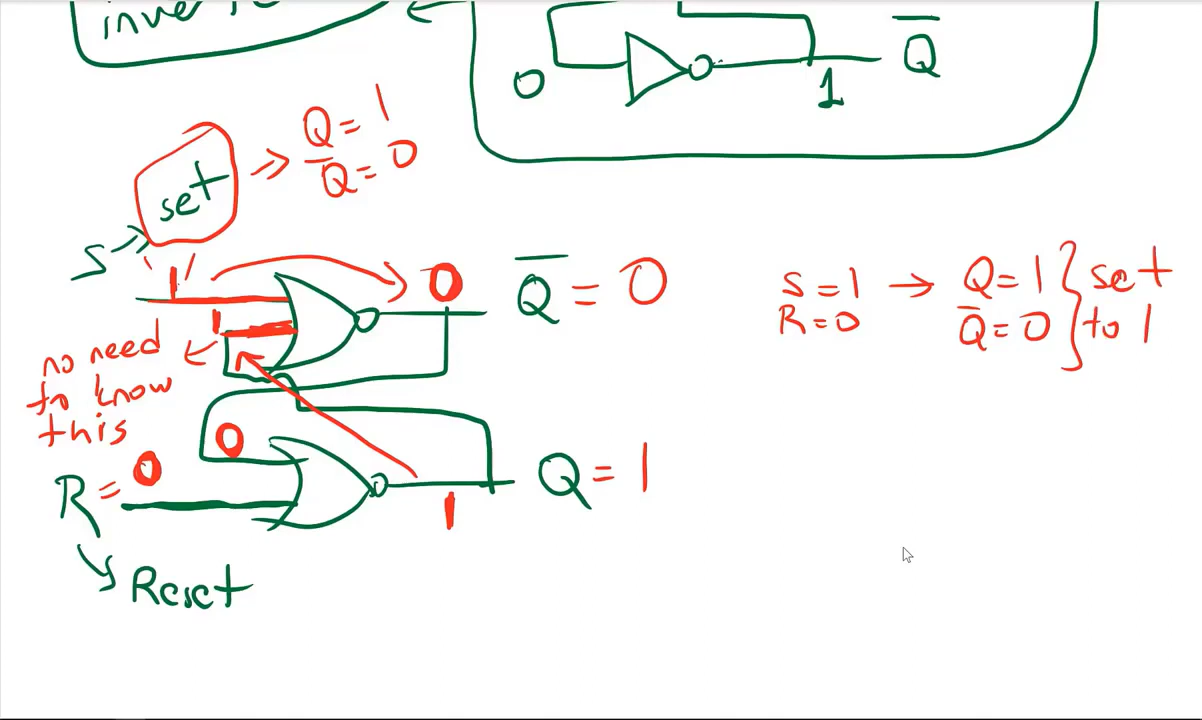 inver
Q
0
1
set
Q = 1
Q = 0
S
1
0
Q = 0
1
no need
to know
this
S = 1 → Q = 1 } set
R = 0 Q = 0 } to 1
0
R = 0
Q = 1
1
Reset